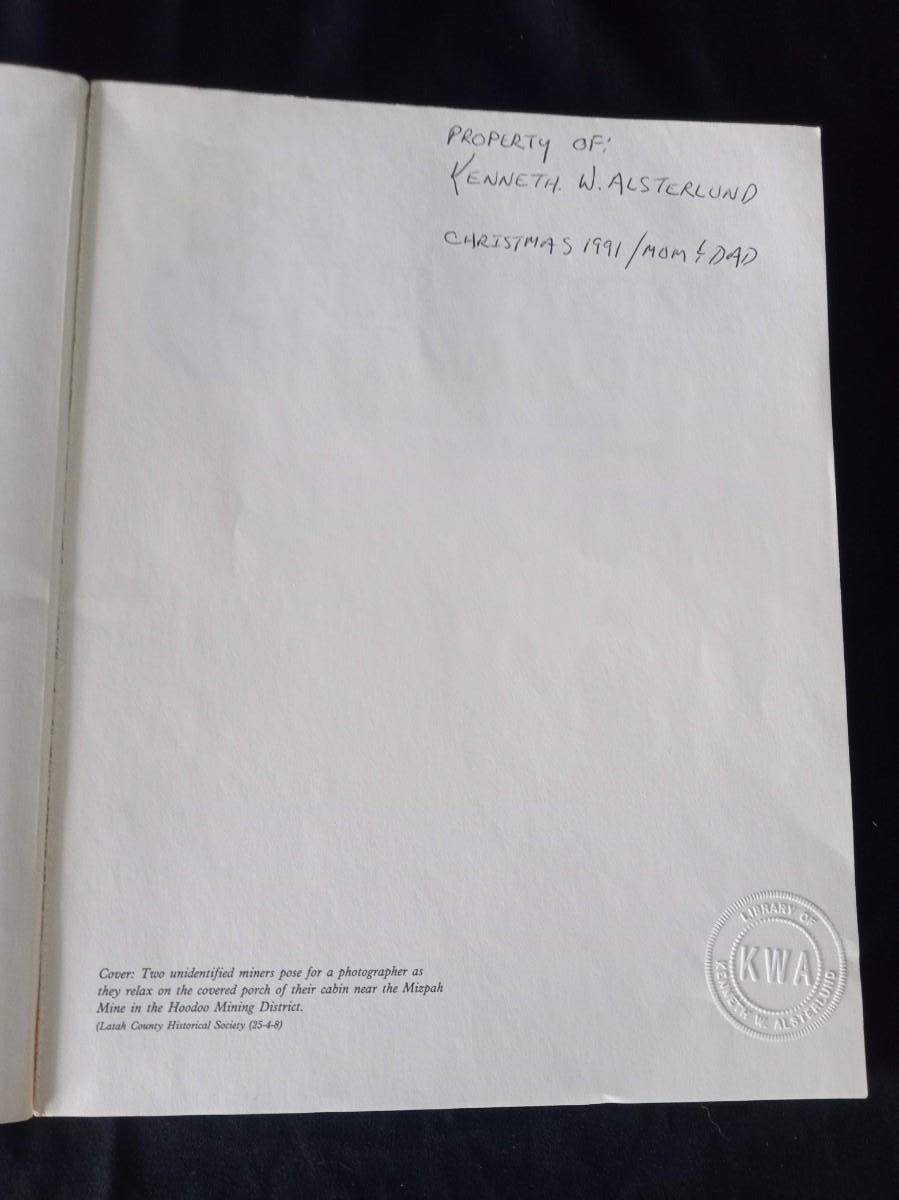 PROPERTY OF:
KENNETH. W. ALSTERLUND
CHRISTMAS 1991 / MOM & DAD
Cover: Two unidentified miners pose for a photographer as
they relax on the covered porch of their cabin near the Mizpah
Mine in the Hoodoo Mining District.
(Latah County Historical Society (25-4-8)
LIBRARY OF
KWA
KENNETH W. ALSTERLUND